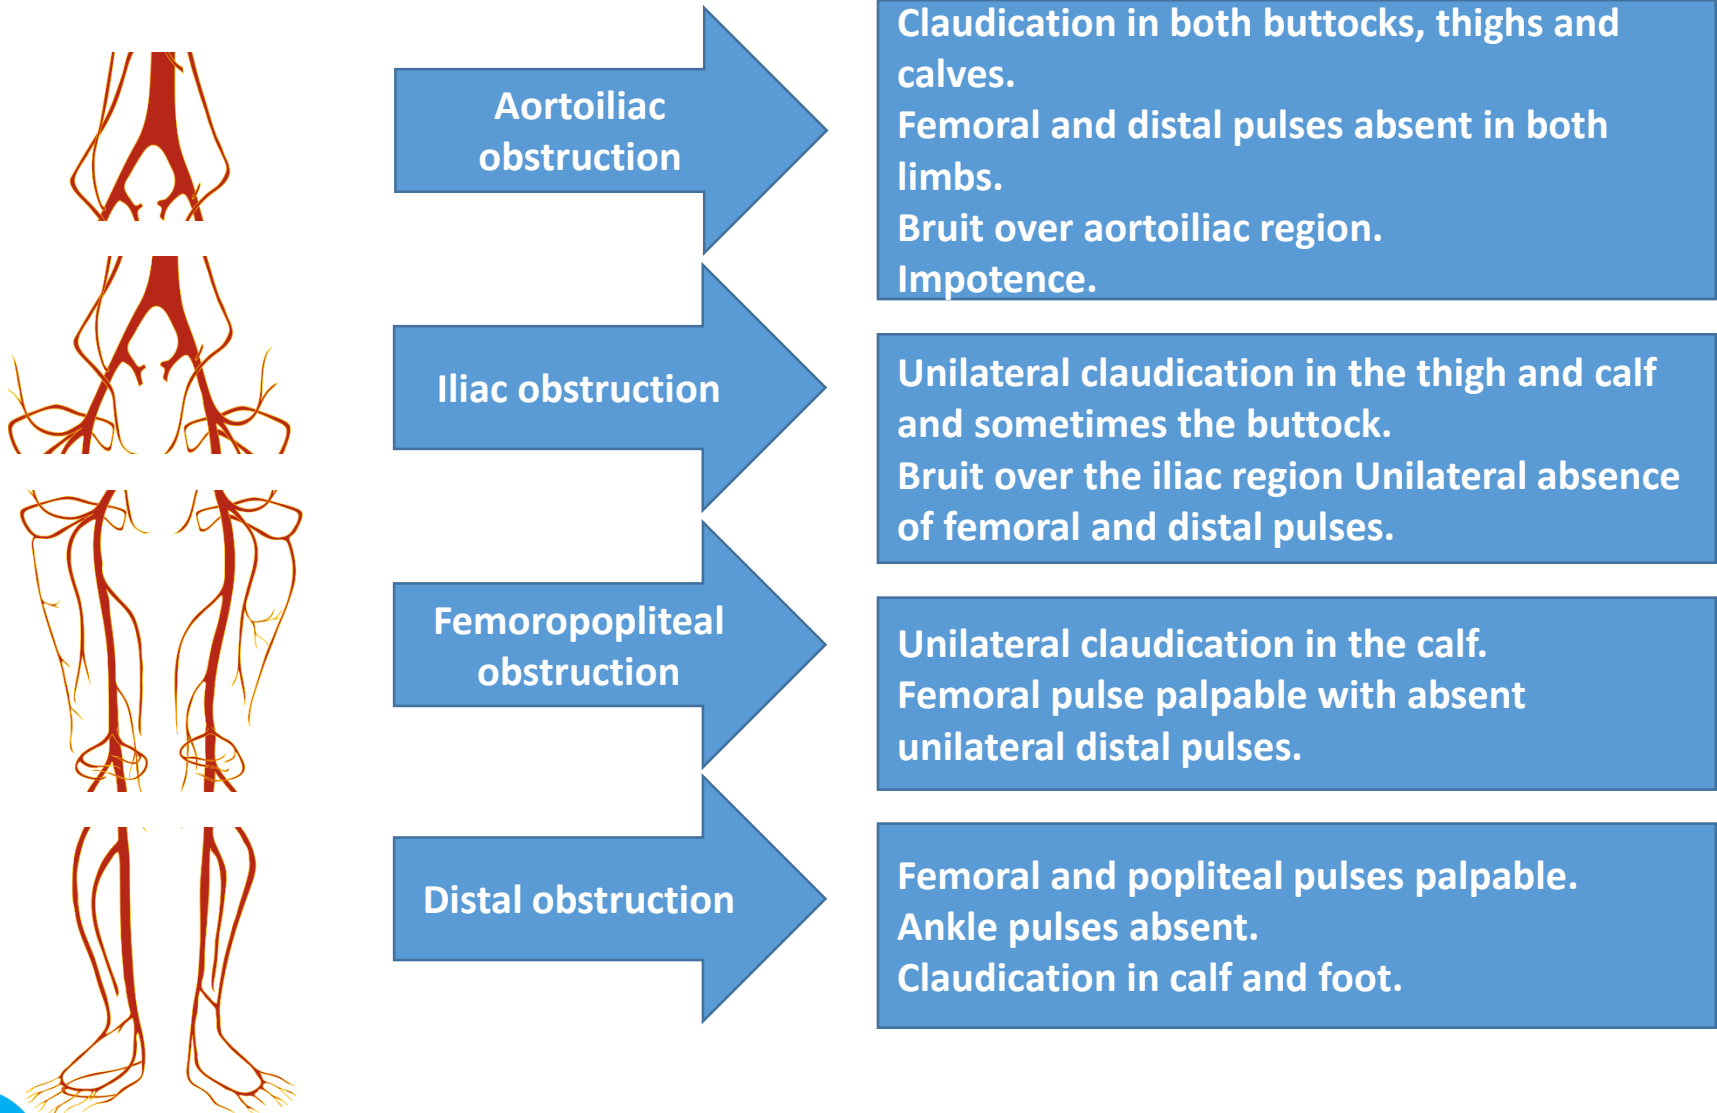 Aortoiliac
obstruction
Claudication in both buttocks, thighs and
calves.
Femoral and distal pulses absent in both
limbs.
Bruit over aortoiliac region.
Impotence.
Iliac obstruction
Unilateral claudication in the thigh and calf
and sometimes the buttock.
Bruit over the iliac region Unilateral absence
of femoral and distal pulses.
Femoropopliteal
obstruction
Unilateral claudication in the calf.
Femoral pulse palpable with absent
unilateral distal pulses.
Distal obstruction
Femoral and popliteal pulses palpable.
Ankle pulses absent.
Claudication in calf and foot.